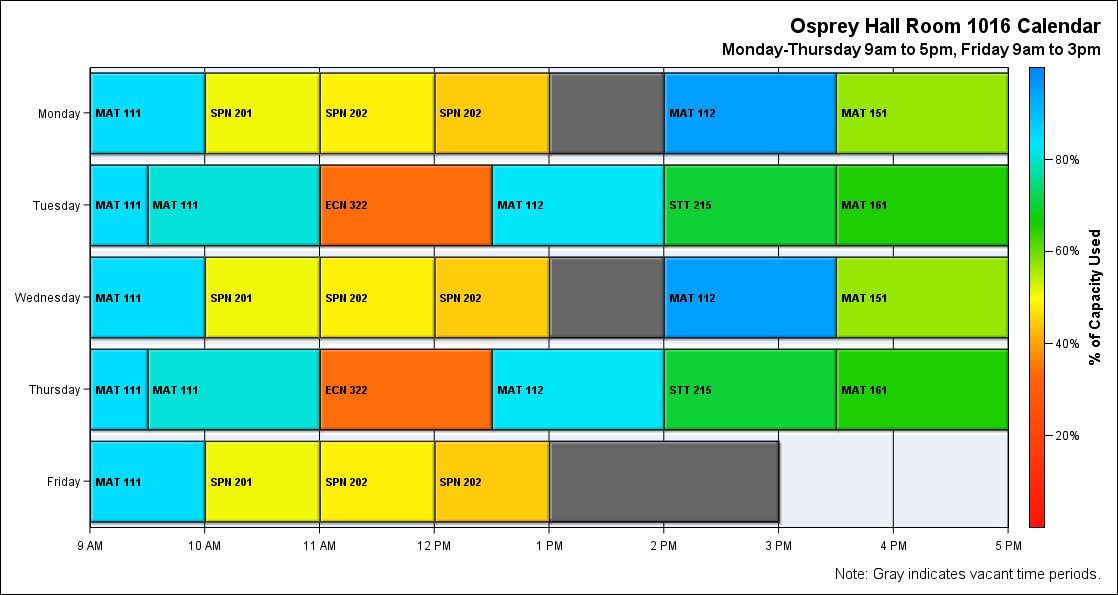 Osprey Hall Room 1016 Calendar
Monday-Thursday 9am to 5pm, Friday 9am to 3pm
Monday MAT 111 SPN 201 SPN 202 SPN 202 MAT 112 MAT 151
80%
Tuesday MAT 111 MAT 111 ECN 322 MAT 112 STT 215 MAT 161
60%
% of Capacity Used
Wednesday MAT 111 SPN 201 SPN 202 SPN 202 MAT 112 MAT 151
40%
Thursday MAT 111 MAT 111 ECN 322 MAT 112 STT 215 MAT 161
20%
Friday MAT 111 SPN 201 SPN 202 SPN 202
9 AM 10 AM 11 AM 12 PM 1 PM 2 PM 3 PM 4 PM 5 PM
Note: Gray indicates vacant time periods.